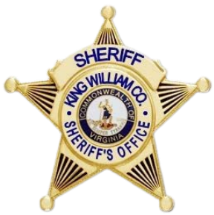 SHERIFF
KING WILLIAM CO.
COMMONWEALTH OF
VIRGINIA
SHERIFF'S OFFICE